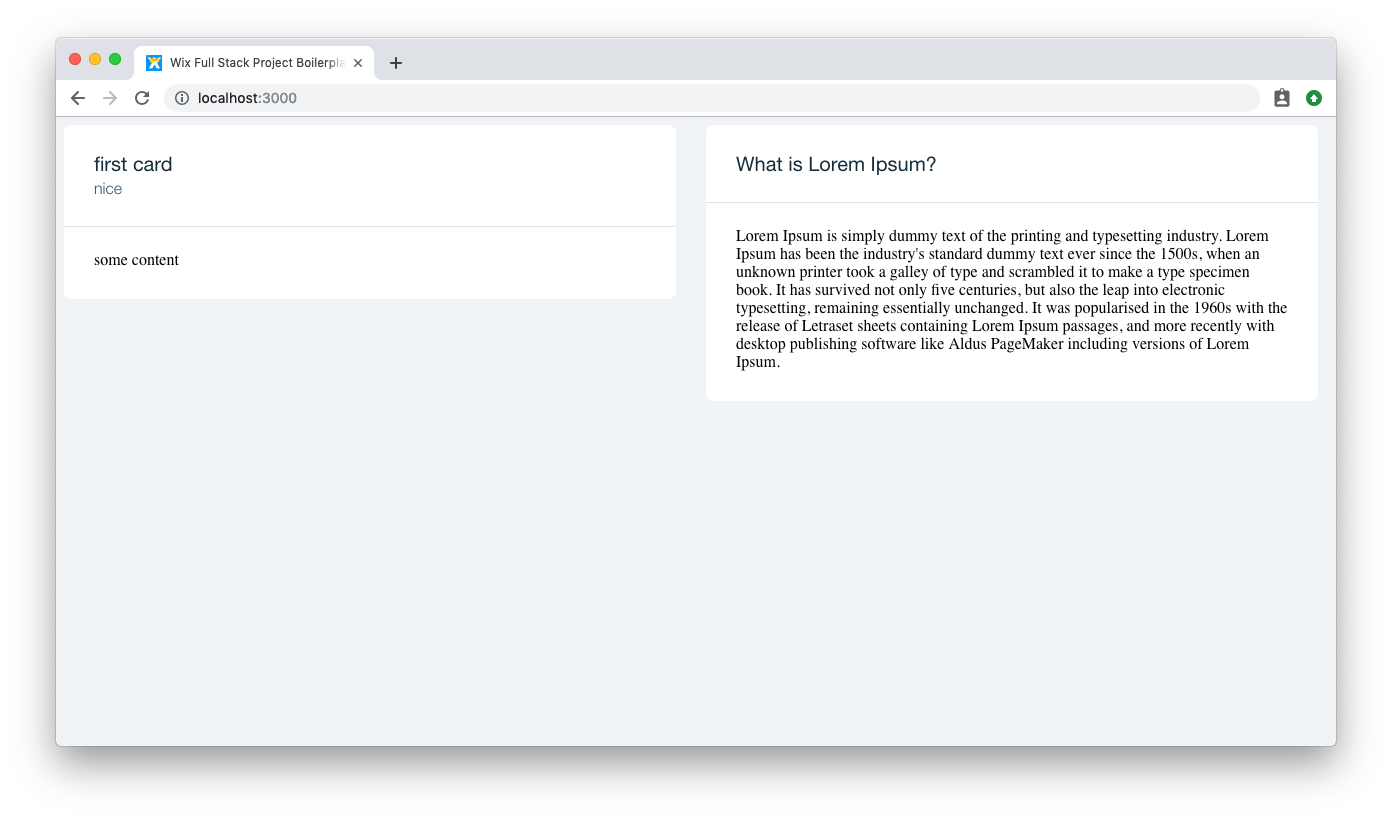 Wix Full Stack Project Boilerpla
localhost:3000
first card
nice
some content
What is Lorem Ipsum?
Lorem Ipsum is simply dummy text of the printing and typesetting industry. Lorem
Ipsum has been the industry's standard dummy text ever since the 1500s, when an
unknown printer took a galley of type and scrambled it to make a type specimen
book. It has survived not only five centuries, but also the leap into electronic
typesetting, remaining essentially unchanged. It was popularised in the 1960s with the
release of Letraset sheets containing Lorem Ipsum passages, and more recently with
desktop publishing software like Aldus PageMaker including versions of Lorem
Ipsum.